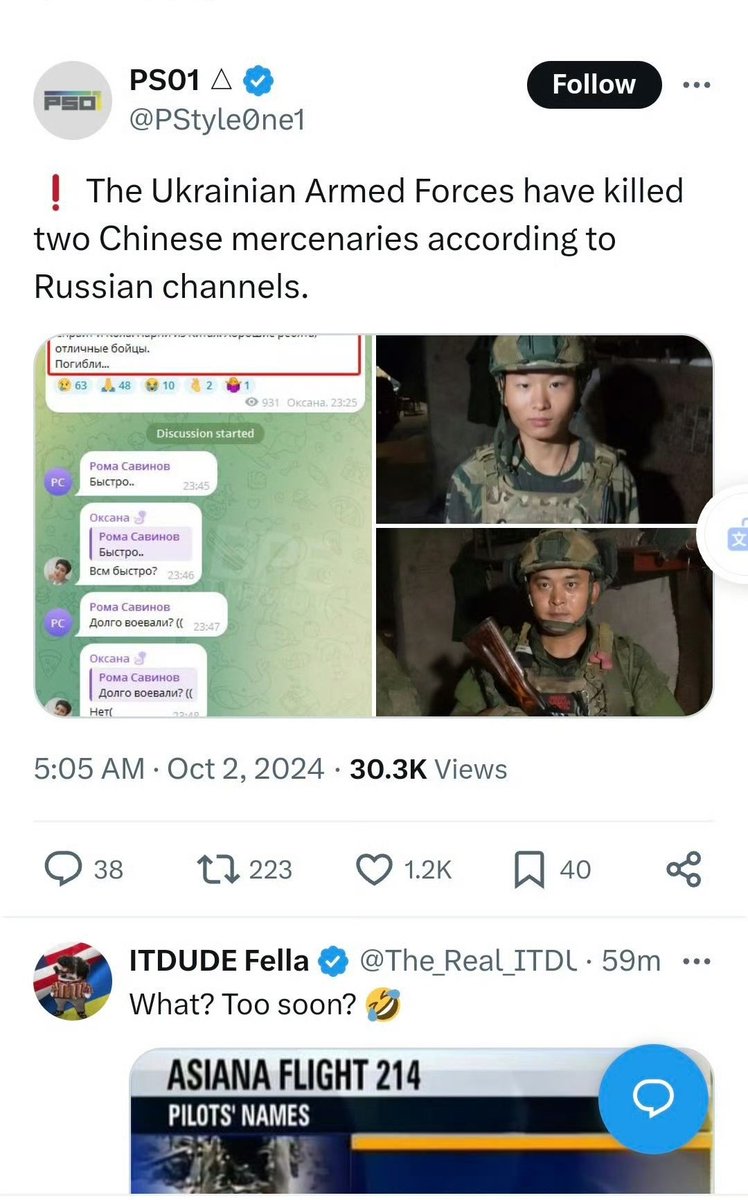 PS01 △
Follow
@PStyle0ne1
❗ The Ukrainian Armed Forces have killed
two Chinese mercenaries according to
Russian channels.
отличные бойцы.
Погибли...
63 48 10 2 1
931 Оксана, 23:25
Discussion started
Рома Савинов
РС
Быстро..
23:45
Оксана
Рома Савинов
Быстро..
Всм быстро? 23:46
Рома Савинов
РС
Долго воевали? (( 23:47
Оксана
Рома Савинов
Долго воевали? ((
Нет(
5:05 AM · Oct 2, 2024 · 30.3K Views
38 223 1.2K 40
ITDUDE Fella @The_Real_ITDU · 59m
What? Too soon? 🤣
ASIANA FLIGHT 214
PILOTS' NAMES